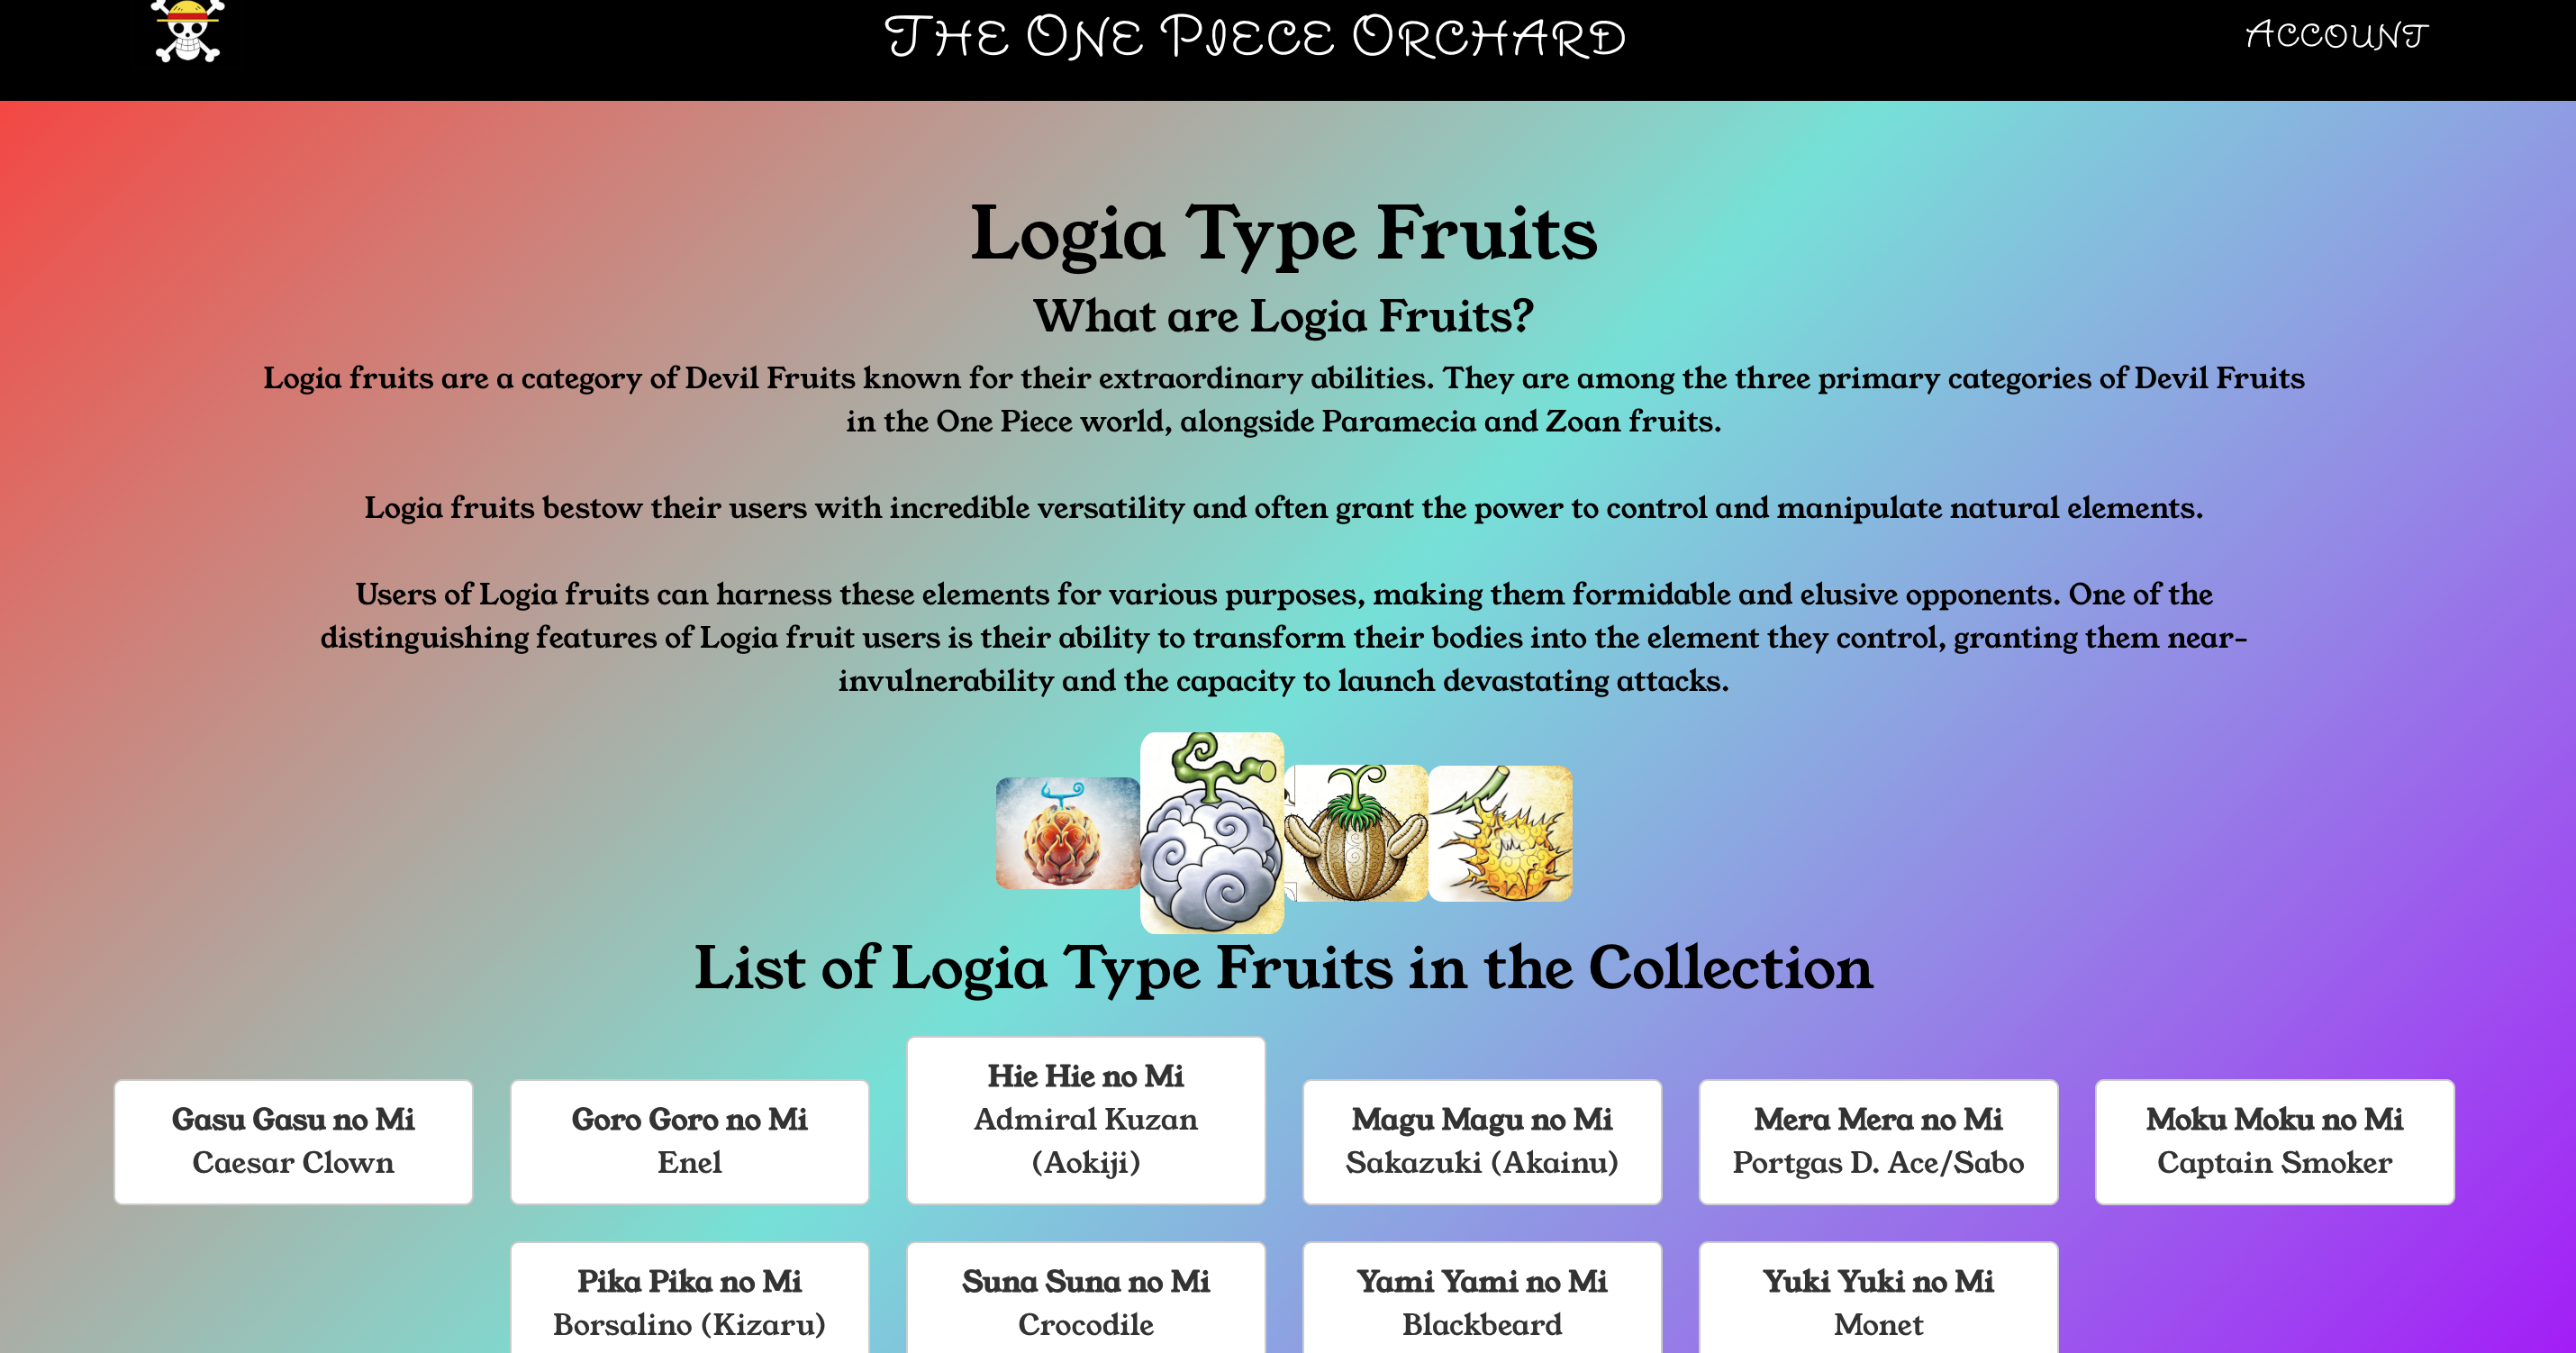 THE ONE PIECE ORCHARD
ACCOUNT
Logia Type Fruits
What are Logia Fruits?
Logia fruits are a category of Devil Fruits known for their extraordinary abilities. They are among the three primary categories of Devil Fruits
in the One Piece world, alongside Paramecia and Zoan fruits.
Logia fruits bestow their users with incredible versatility and often grant the power to control and manipulate natural elements.
Users of Logia fruits can harness these elements for various purposes, making them formidable and elusive opponents. One of the
distinguishing features of Logia fruit users is their ability to transform their bodies into the element they control, granting them near-
invulnerability and the capacity to launch devastating attacks.
List of Logia Type Fruits in the Collection
Gasu Gasu no Mi
Caesar Clown
Goro Goro no Mi
Enel
Hie Hie no Mi
Admiral Kuzan
(Aokiji)
Magu Magu no Mi
Sakazuki (Akainu)
Mera Mera no Mi
Portgas D. Ace/Sabo
Moku Moku no Mi
Captain Smoker
Pika Pika no Mi
Borsalino (Kizaru)
Suna Suna no Mi
Crocodile
Yami Yami no Mi
Blackbeard
Yuki Yuki no Mi
Monet